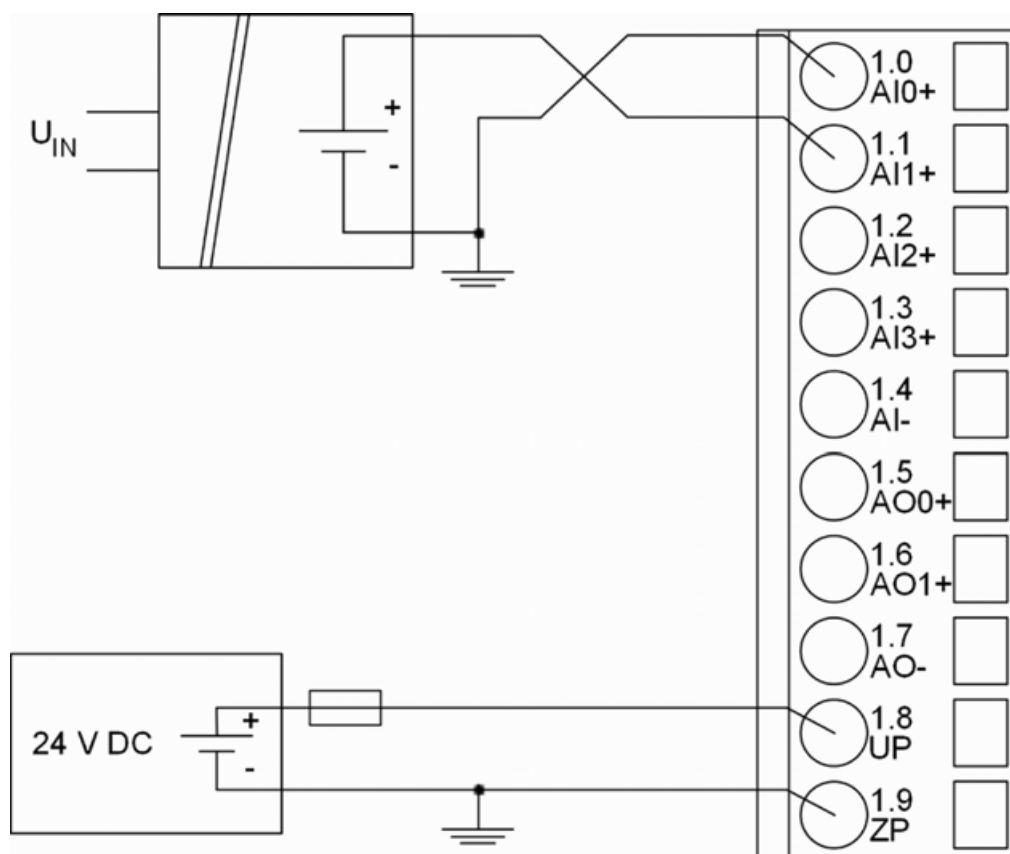 U IN
+
-
24 V DC
+
-
1.0
AI0+
1.1
AI1+
1.2
AI2+
1.3
AI3+
1.4
AI-
1.5
AO0+
1.6
AO1+
1.7
AO-
1.8
UP
1.9
ZP